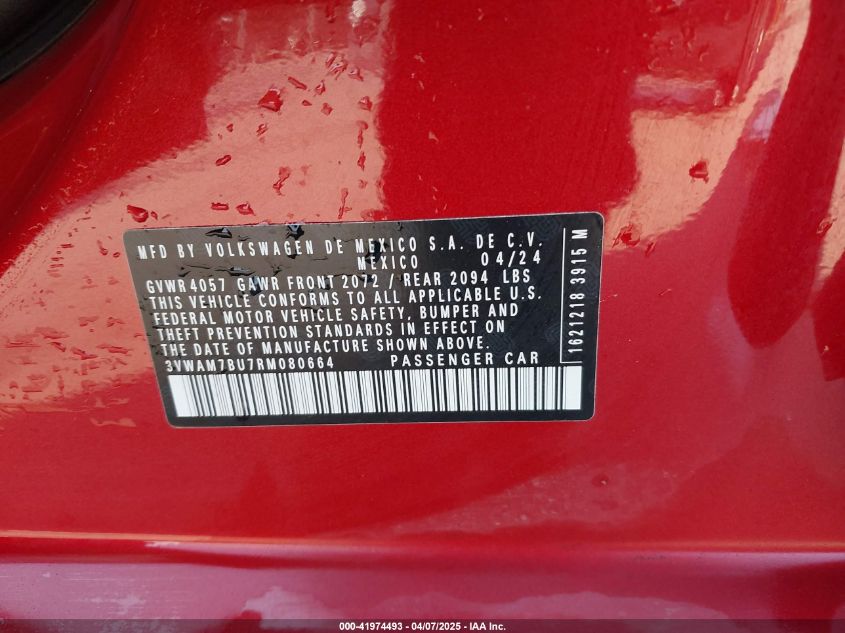 MFD BY VOLKSWAGEN DE MEXICO S.A. DE C.V.
MEXICO 04/24
GVWR 4057 GAWR FRONT 2072 / REAR 2094 LBS
THIS VEHICLE CONFORMS TO ALL APPLICABLE U.S.
FEDERAL MOTOR VEHICLE SAFETY, BUMPER AND
THEFT PREVENTION STANDARDS IN EFFECT ON
THE DATE OF MANUFACTURE SHOWN ABOVE.
3VWAM7BU7RM080664 PASSENGER CAR
1621218 3915 M
000-41974493 - 04/07/2025 - IAA Inc.